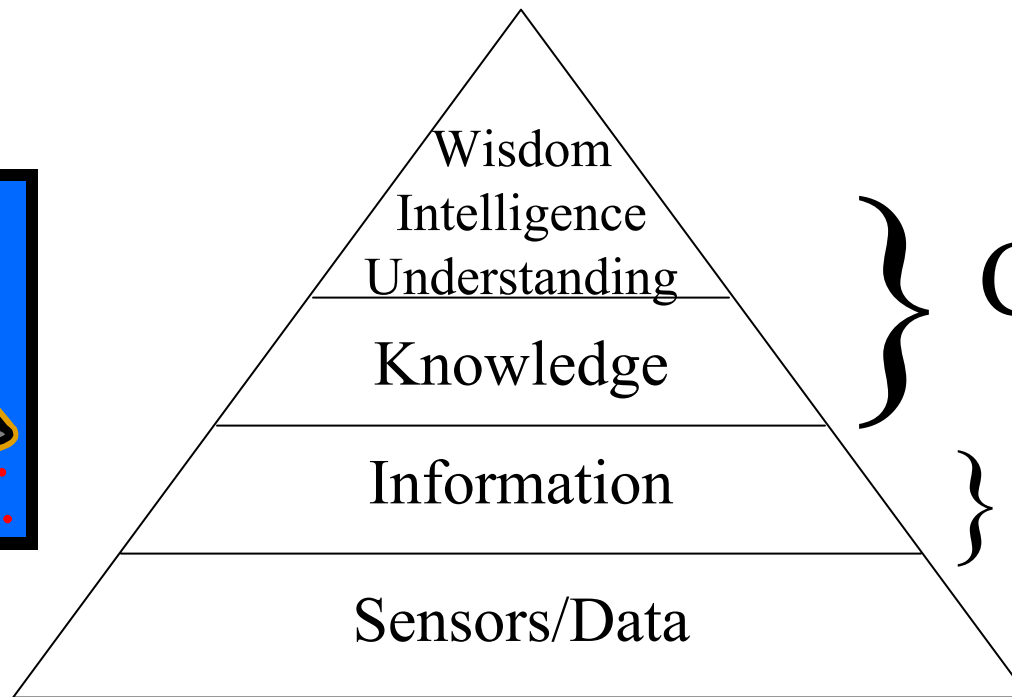 Wisdom
Intelligence
Understanding
Knowledge
Information
Sensors/Data